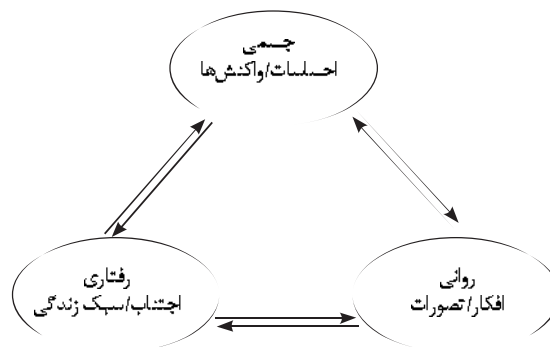 جسمی
احساسات/واکنش‌ها
روانی
افکار/تصورات
رفتاری
اجتناب/سبک زندگی